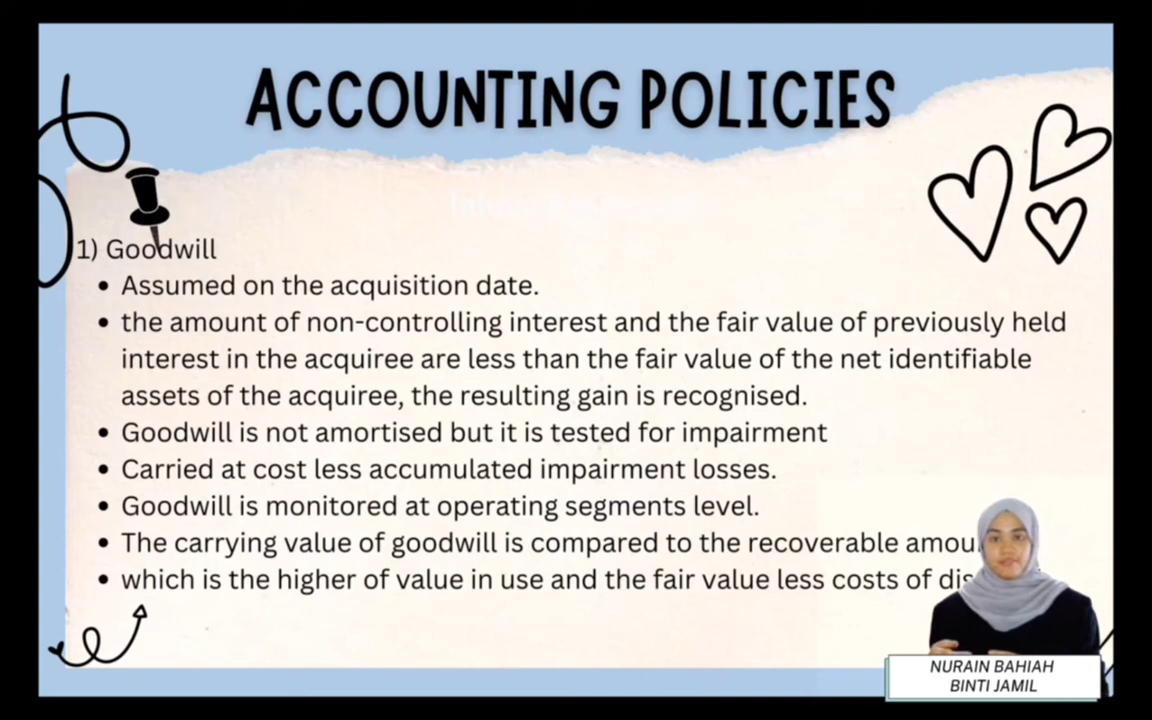 ACCOUNTING POLICIES
1) Goodwill
• Assumed on the acquisition date.
• the amount of non-controlling interest and the fair value of previously held
interest in the acquiree are less than the fair value of the net identifiable
assets of the acquiree, the resulting gain is recognised.
• Goodwill is not amortised but it is tested for impairment
• Carried at cost less accumulated impairment losses.
• Goodwill is monitored at operating segments level.
• The carrying value of goodwill is compared to the recoverable
• which is the higher of value in use and the fair value less costs of
NURAIN BAHIAH
BINTI JAMIL